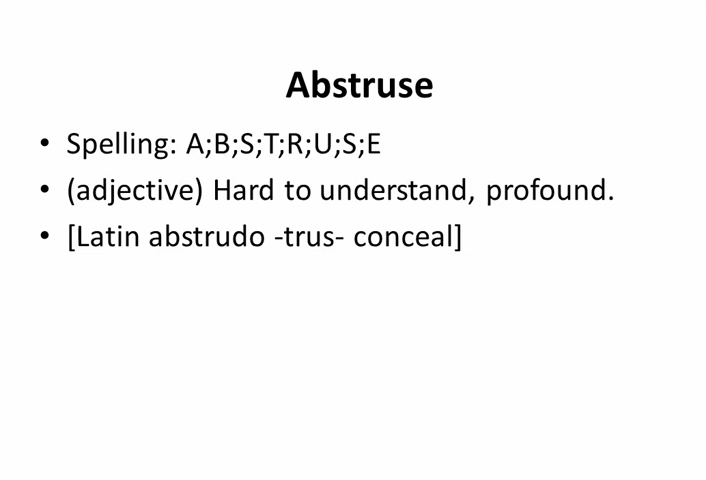 Abstruse
• Spelling: A;B;S;T;R;U;S;E
• (adjective) Hard to understand, profound.
• [Latin abstrudo -trus- conceal]